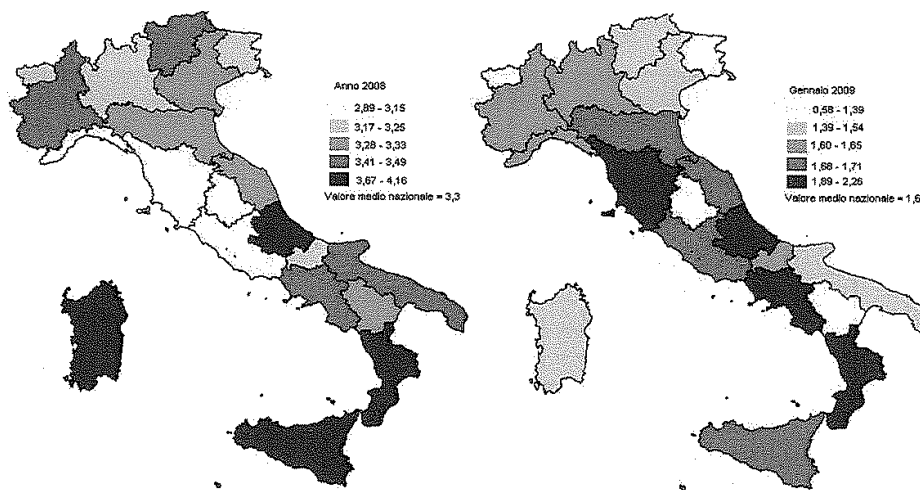 Anno 2008
2,89 - 3,15
3,17 - 3,25
3,28 - 3,33
3,41 - 3,49
3,67 - 4,16
Valore medio nazionale = 3,3
Gennaio 2009
0,58 - 1,39
1,39 - 1,54
1,60 - 1,65
1,68 - 1,71
1,89 - 2,26
Valore medio nazionale = 1,6